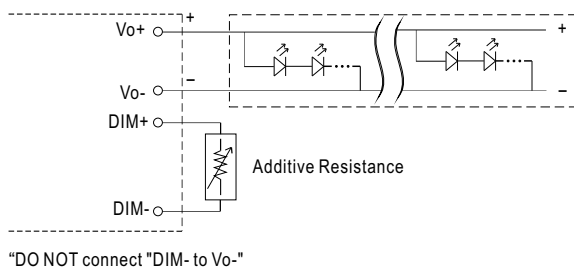 Vo+ +
+
Vo- −
−
DIM+
Additive Resistance
DIM-
“DO NOT connect "DIM- to Vo-"